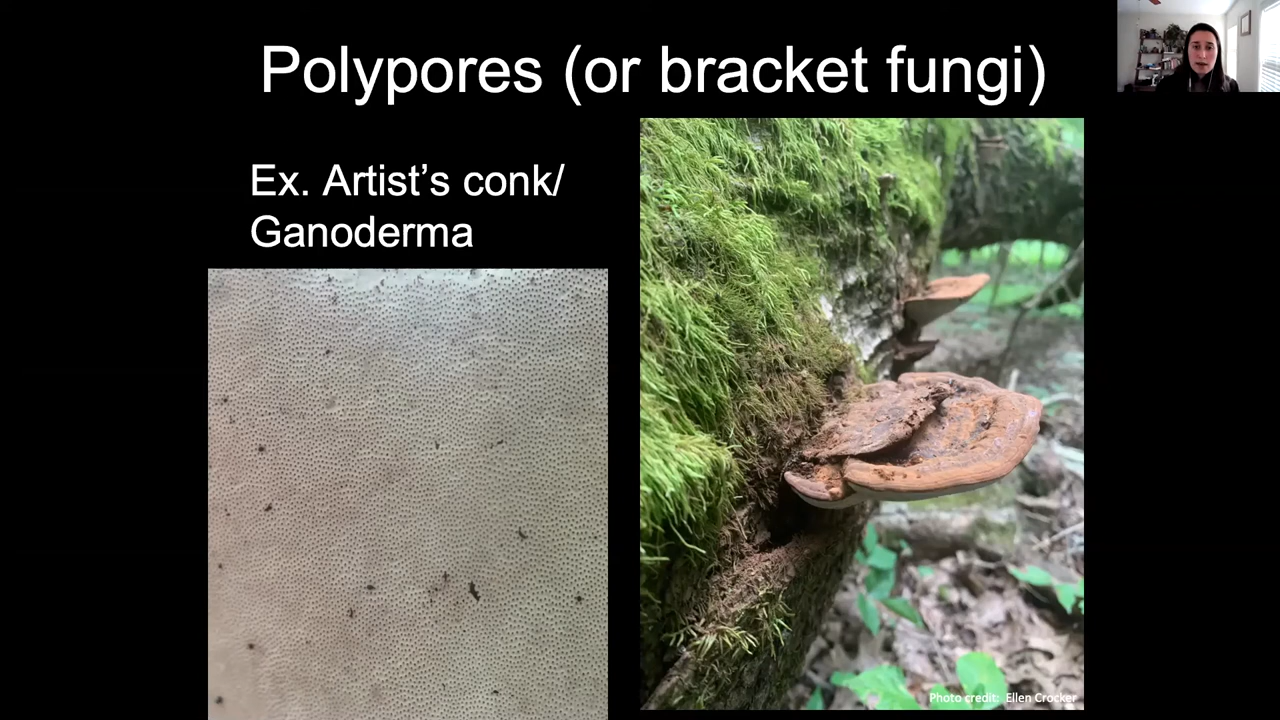 Polypores (or bracket fungi)
Ex. Artist’s conk/
Ganoderma
Photo credit: Ellen Crocker